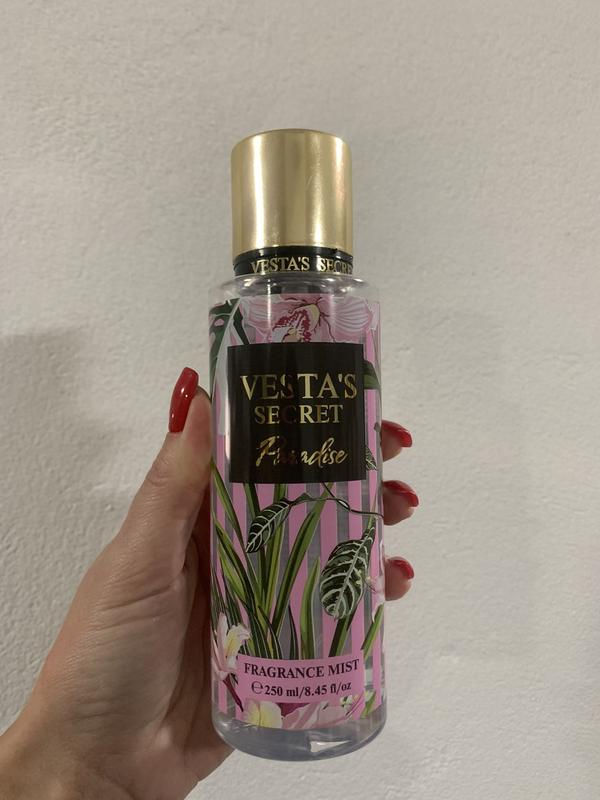 VESTA'S SECRET
VESTA'S
SECRET
Paradise
FRAGRANCE MIST
℮250 ml/8.45 fl/oz